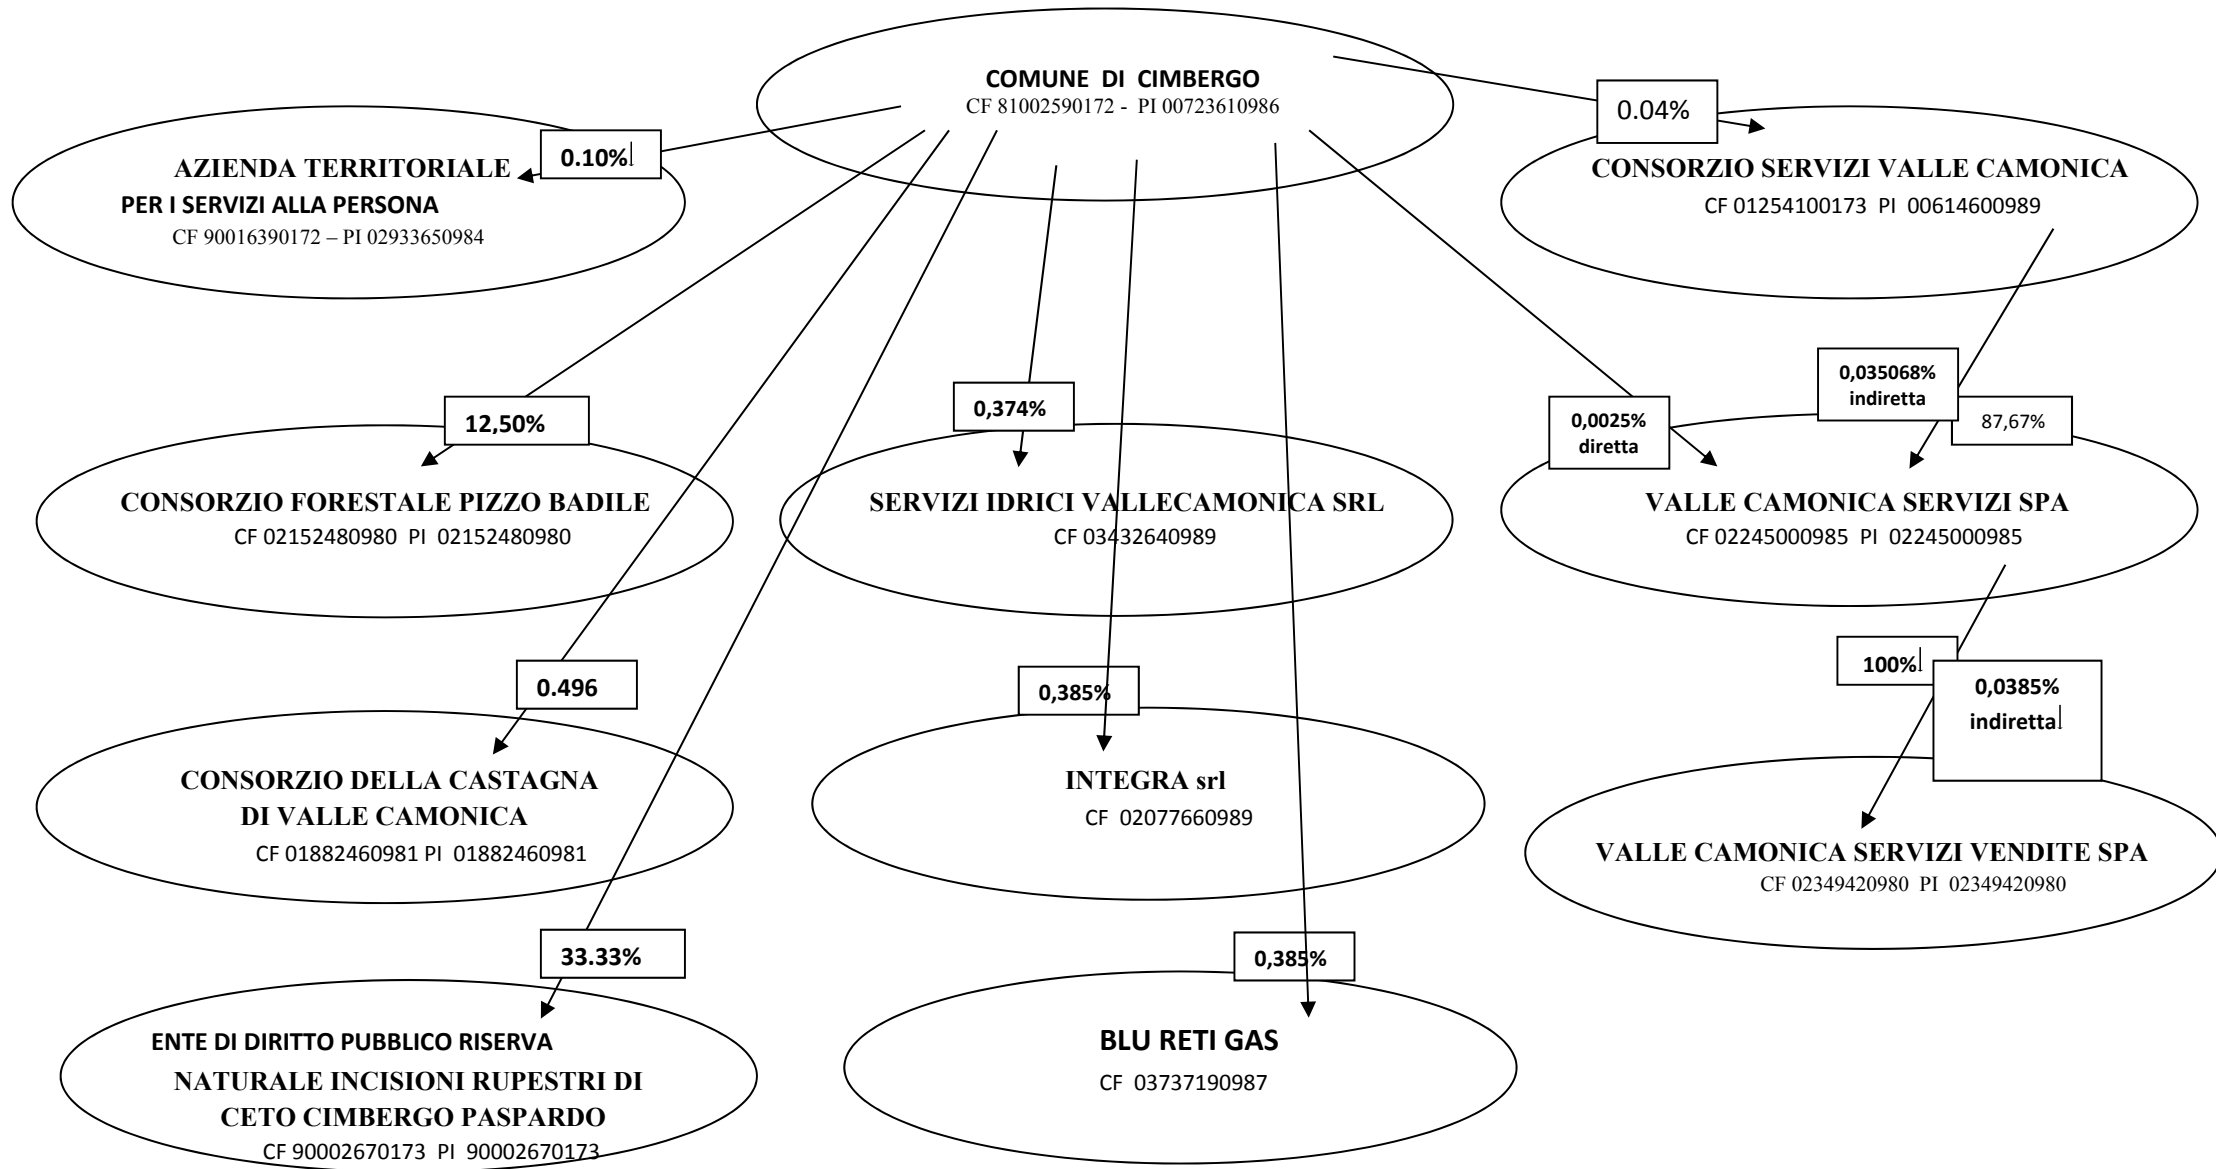 COMUNE DI CIMBERGO
CF 81002590172 - PI 00723610986
0.10%
AZIENDA TERRITORIALE
PER I SERVIZI ALLA PERSONA
CF 90016390172 – PI 02933650984
0.04%
CONSORZIO SERVIZI VALLE CAMONICA
CF 01254100173 PI 00614600989
12,50%
CONSORZIO FORESTALE PIZZO BADILE
CF 02152480980 PI 02152480980
0,374%
SERVIZI IDRICI VALLECAMONICA SRL
CF 03432640989
0,0025%
diretta
0,035068%
indiretta
87,67%
VALLE CAMONICA SERVIZI SPA
CF 02245000985 PI 02245000985
0.496
CONSORZIO DELLA CASTAGNA
DI VALLE CAMONICA
CF 01882460981 PI 01882460981
0,385%
INTEGRA srl
CF 02077660989
100%
0,0385%
indiretta
VALLE CAMONICA SERVIZI VENDITE SPA
CF 02349420980 PI 02349420980
33.33%
ENTE DI DIRITTO PUBBLICO RISERVA
NATURALE INCISIONI RUPESTRI DI
CETO CIMBERGO PASPARDO
CF 90002670173 PI 90002670173
0,385%
BLU RETI GAS
CF 03737190987